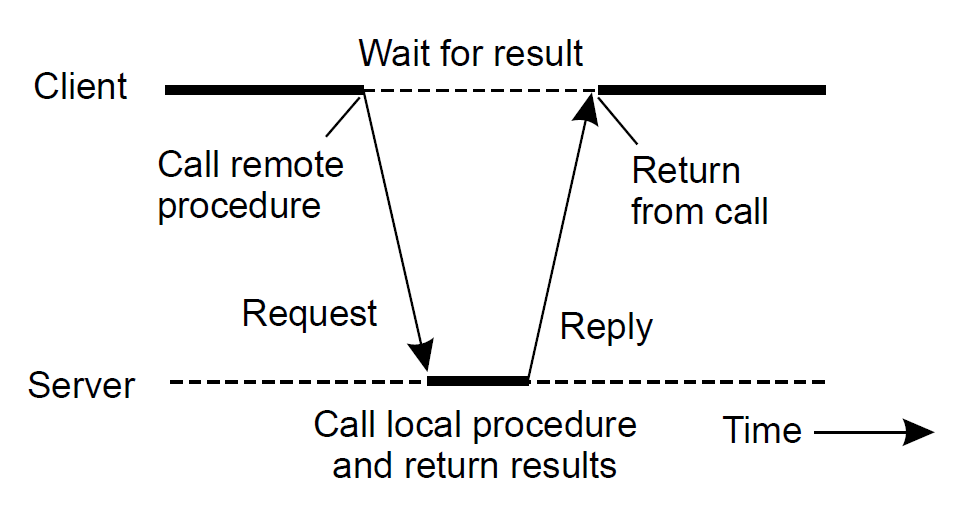 Wait for result
Client
Call remote
procedure
Return
from call
Request
Reply
Server
Call local procedure
and return results
Time